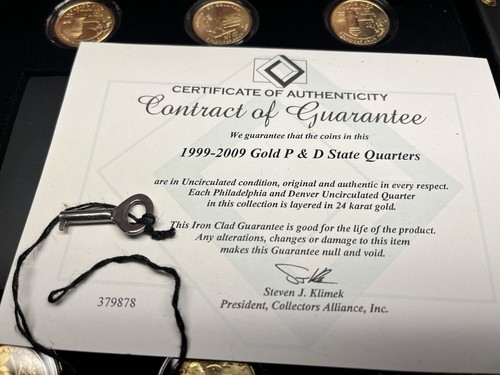 CERTIFICATE OF AUTHENTICITY
Contract of Guarantee
We guarantee that the coins in this
1999-2009 Gold P & D State Quarters
are in Uncirculated condition, original and authentic in every respect.
Each Philadelphia and Denver Uncirculated Quarter
in this collection is layered in 24 karat gold.
This Iron Clad Guarantee is good for the life of the product.
Any alterations, changes or damage to this item
makes this Guarantee null and void.
Steven J. Klimek
379878
President, Collectors Alliance, Inc.